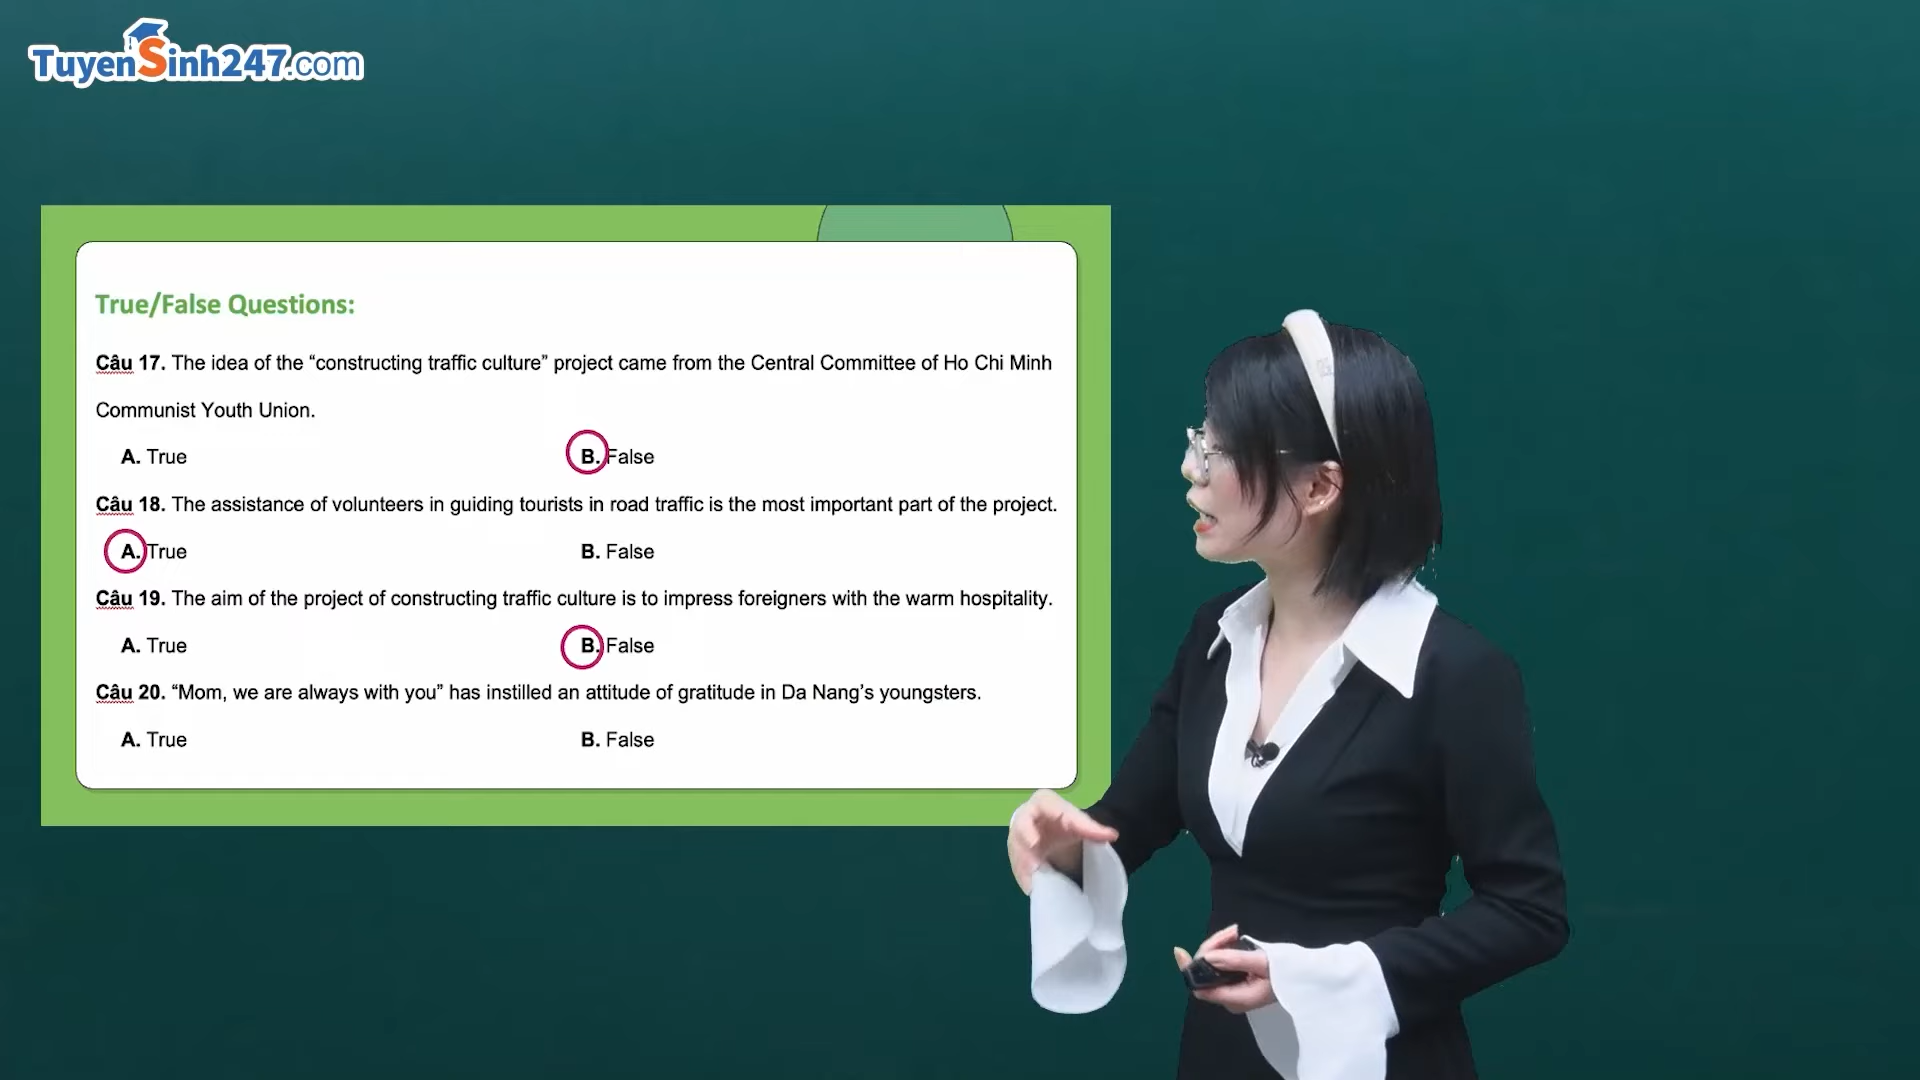 TuyenSinh247.com
True/False Questions:
Câu 17. The idea of the “constructing traffic culture” project came from the Central Committee of Ho Chi Minh
Communist Youth Union.
A. True B. False
Câu 18. The assistance of volunteers in guiding tourists in road traffic is the most important part of the project.
A. True B. False
Câu 19. The aim of the project of constructing traffic culture is to impress foreigners with the warm hospitality.
A. True B. False
Câu 20. “Mom, we are always with you” has instilled an attitude of gratitude in Da Nang’s youngsters.
A. True B. False